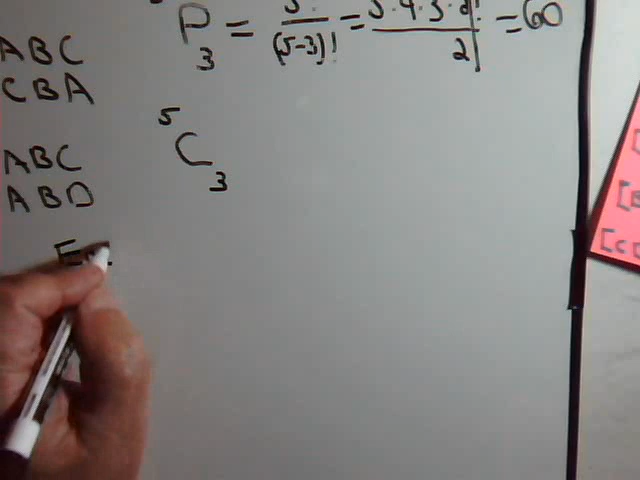 P₃ = 5! / (5-3)! = 5·4·3·2! / 2! = 60
ABC
CBA
⁵C₃
ABC
ABD
E